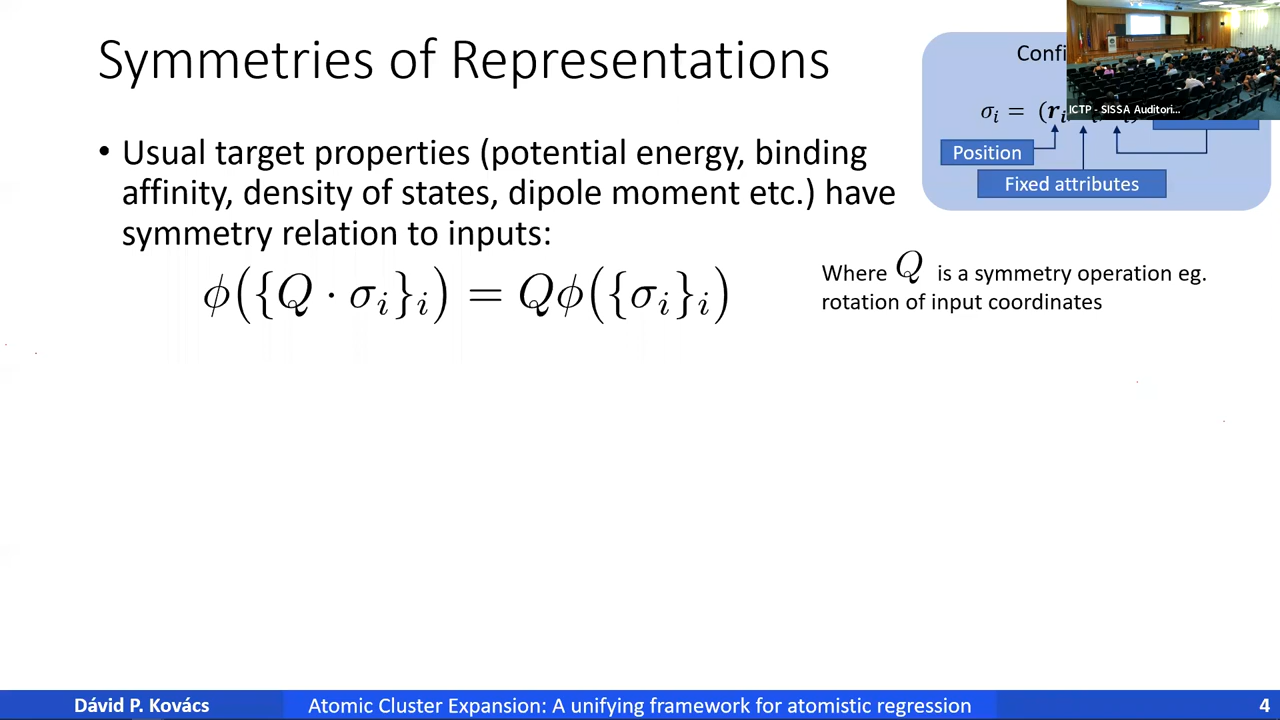 Symmetries of Representations
Confi
σᵢ = (𝒓ᵢ
ICTP - SISSA Auditori...
Position
Fixed attributes
• Usual target properties (potential energy, binding
affinity, density of states, dipole moment etc.) have
symmetry relation to inputs:
ϕ({Q · σᵢ}ᵢ) = Qϕ({σᵢ}ᵢ)
Where Q is a symmetry operation eg.
rotation of input coordinates
Dávid P. Kovács
Atomic Cluster Expansion: A unifying framework for atomistic regression
4